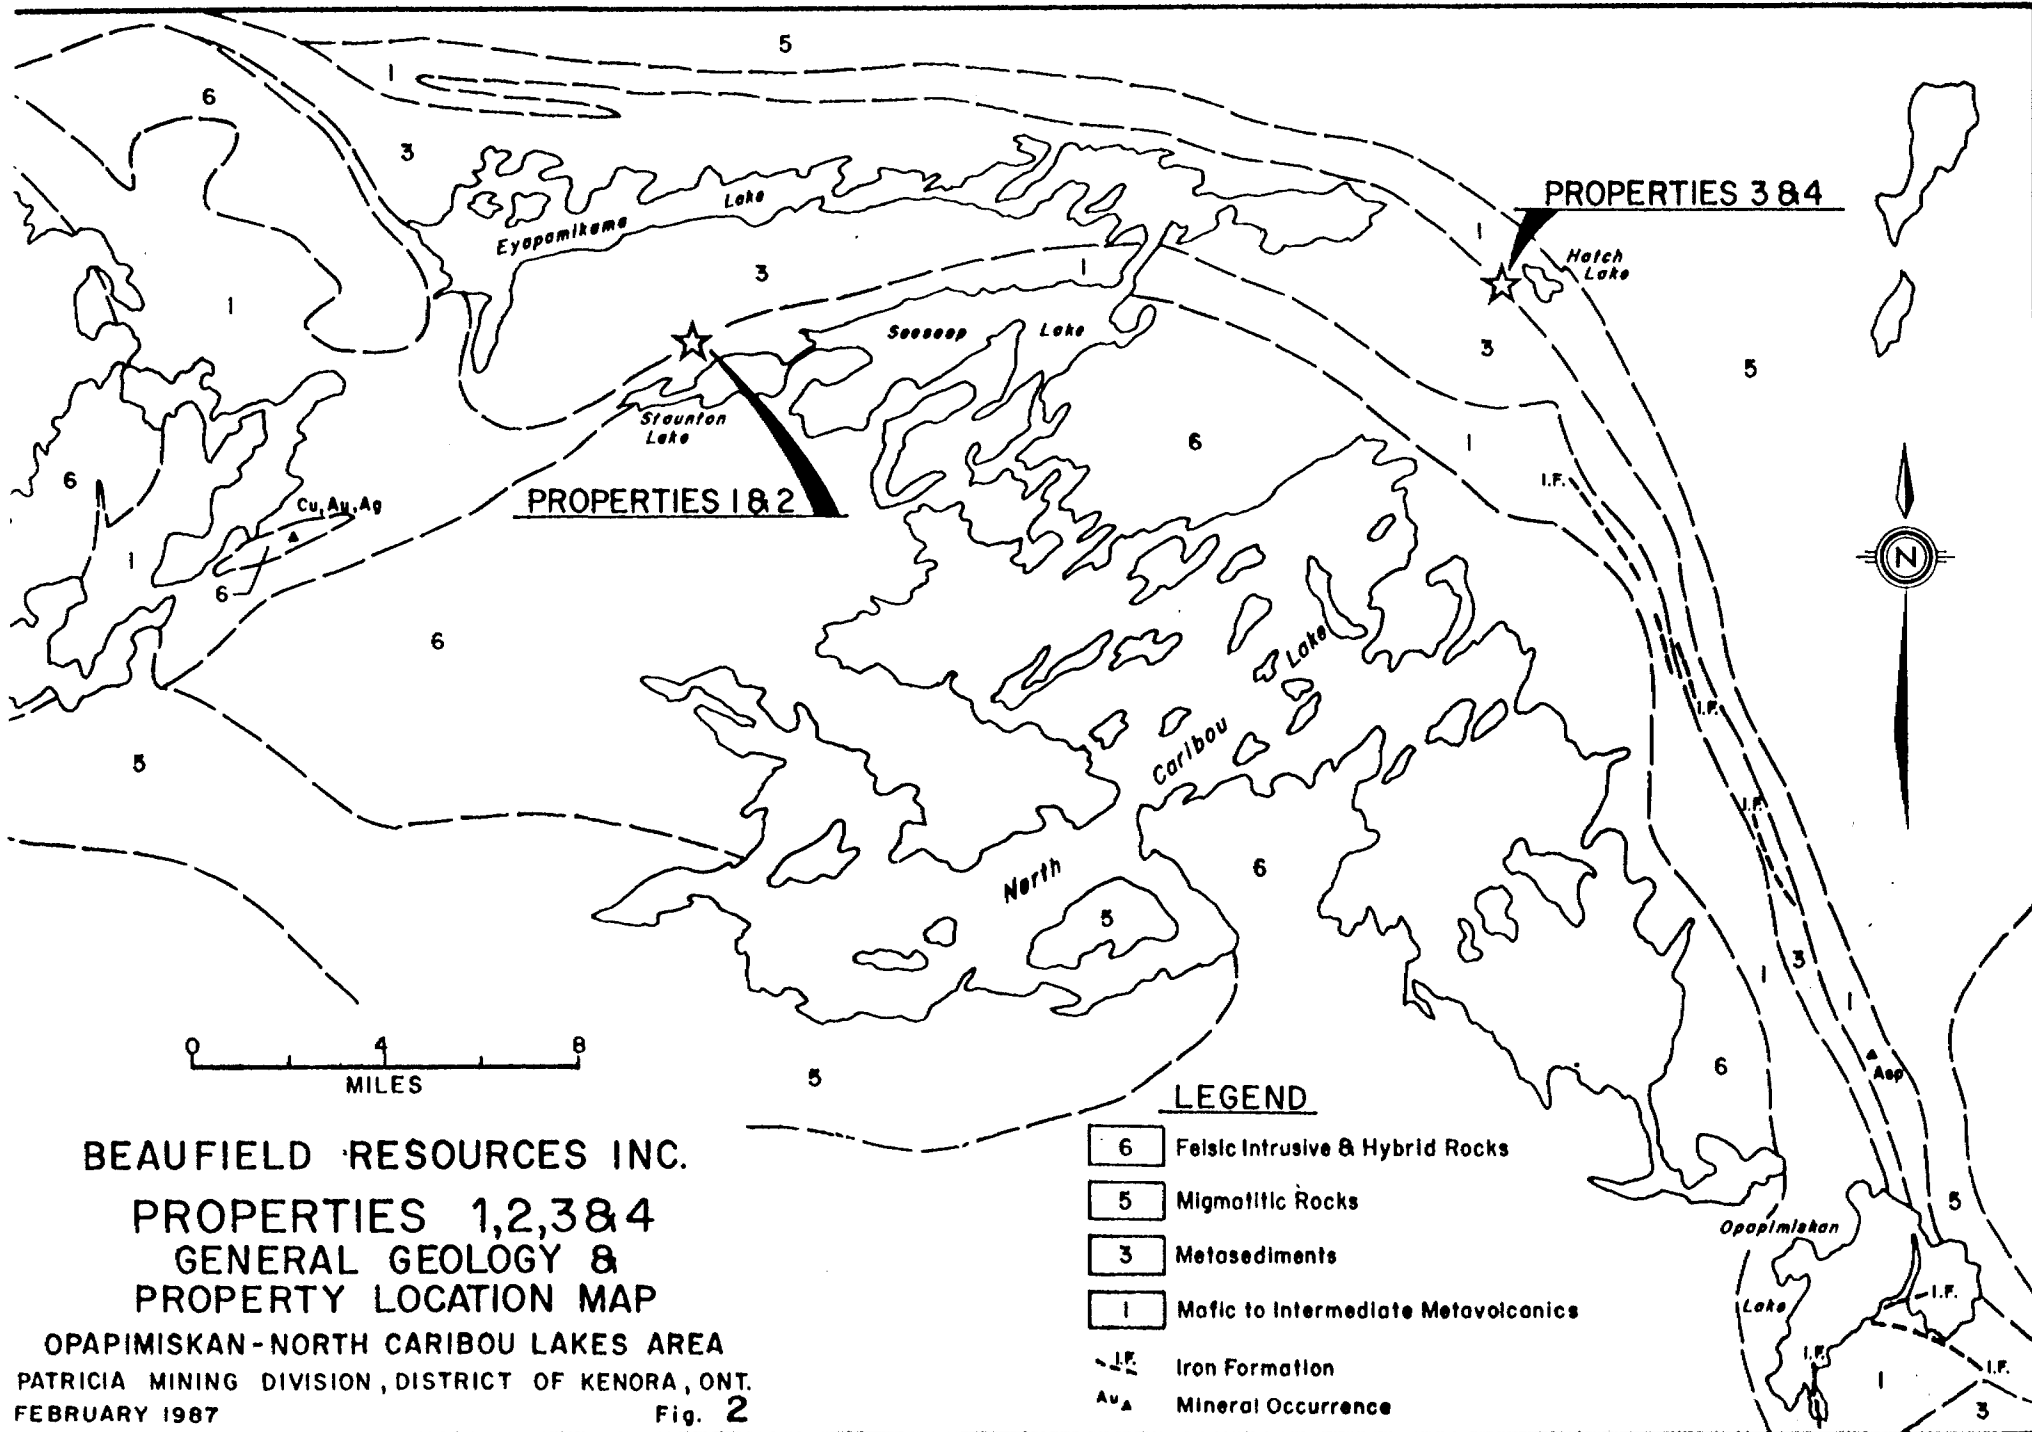 5
1
6
3
PROPERTIES 3 & 4
Lake
Eyapamikama
1
Hatch
Lake
3
1
1
3
Seeseep
Lake
5
Staunton
Lake
6
1
6
I.F.
PROPERTIES 1 & 2
Cu, Au, Ag
N
1
6
6
Lake
I.F.
Caribou
5
I.F.
6
North
5
3
1
1
0 4 8
MILES
5
6
Asp
LEGEND
6 Felsic Intrusive & Hybrid Rocks
5 Migmatitic Rocks
3 Metasediments
1 Mafic to Intermediate Metavolcanics
I.F. Iron Formation
Au Mineral Occurrence
5
Opapimiskan
Lake
I.F.
I.F.
I.F.
1
3
BEAUFIELD RESOURCES INC.
PROPERTIES 1,2,3&4
GENERAL GEOLOGY &
PROPERTY LOCATION MAP
OPAPIMISKAN-NORTH CARIBOU LAKES AREA
PATRICIA MINING DIVISION, DISTRICT OF KENORA, ONT.
FEBRUARY 1987 Fig. 2